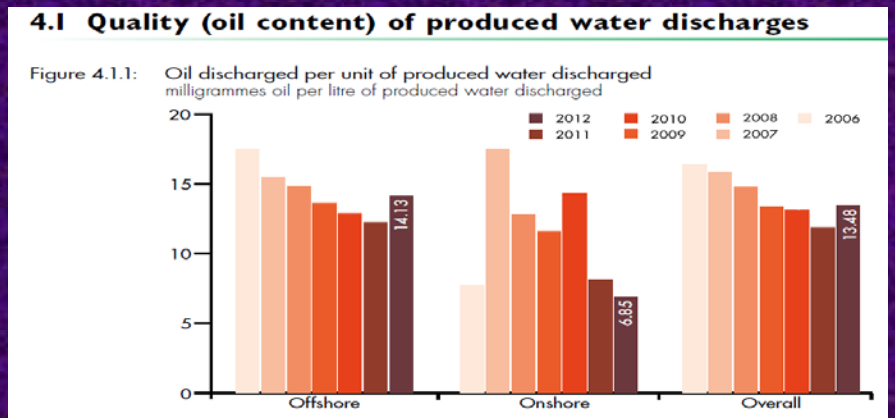 4.1 Quality (oil content) of produced water discharges
Figure 4.1.1: Oil discharged per unit of produced water discharged
milligrammes oil per litre of produced water discharged
20
2012 2010 2008 2006
2011 2009 2007
15
14.13
13.48
10
6.85
5
0
Offshore Onshore Overall